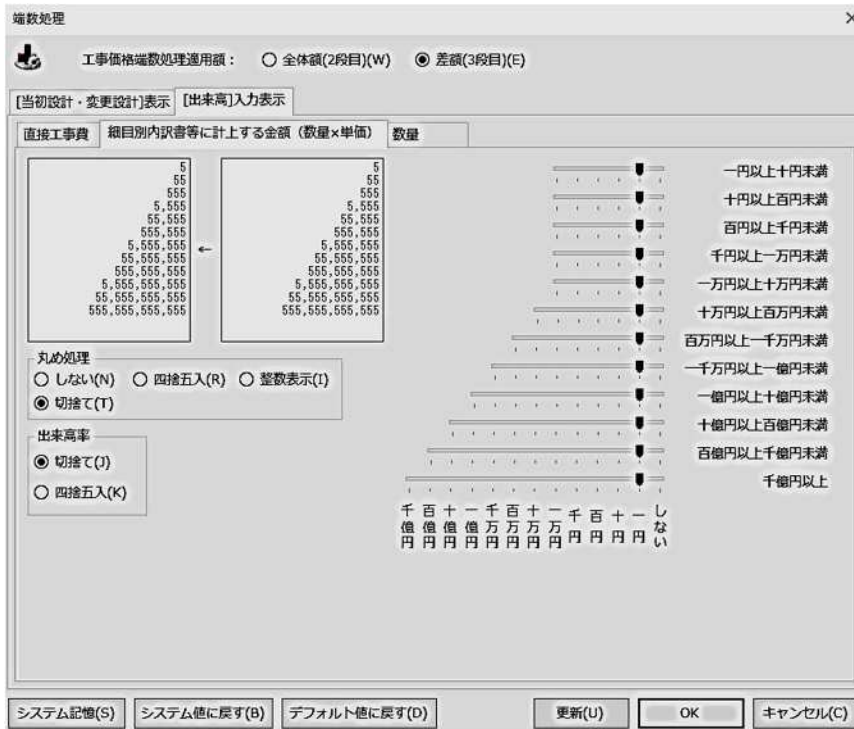 端数処理
工事価格端数処理適用額： 全体額(2段目)(W) 差額(3段目)(E)
[当初設計・変更設計]表示 [出来高]入力表示
直接工事費 細目別内訳書等に計上する金額（数量×単価） 数量
5
55
555
5,555
55,555
555,555
5,555,555
55,555,555
555,555,555
5,555,555,555
55,555,555,555
555,555,555,555
←
5
55
555
5,555
55,555
555,555
5,555,555
55,555,555
555,555,555
5,555,555,555
55,555,555,555
555,555,555,555
一円以上十円未満
十円以上百円未満
百円以上千円未満
千円以上一万円未満
一万円以上十万円未満
十万円以上百万円未満
百万円以上一千万円未満
一千万円以上一億円未満
一億円以上十億円未満
十億円以上百億円未満
百億円以上千億円未満
千億円以上
千億円 百億円 十億円 一億円 千万円 百万円 十万円 一万円 千円 百円 十円 一円 しない
丸め処理
しない(N) 四捨五入(R) 整数表示(I)
切捨て(T)
出来高率
切捨て(J)
四捨五入(K)
システム記憶(S) システム値に戻す(B) デフォルト値に戻す(D) 更新(U) OK キャンセル(C)